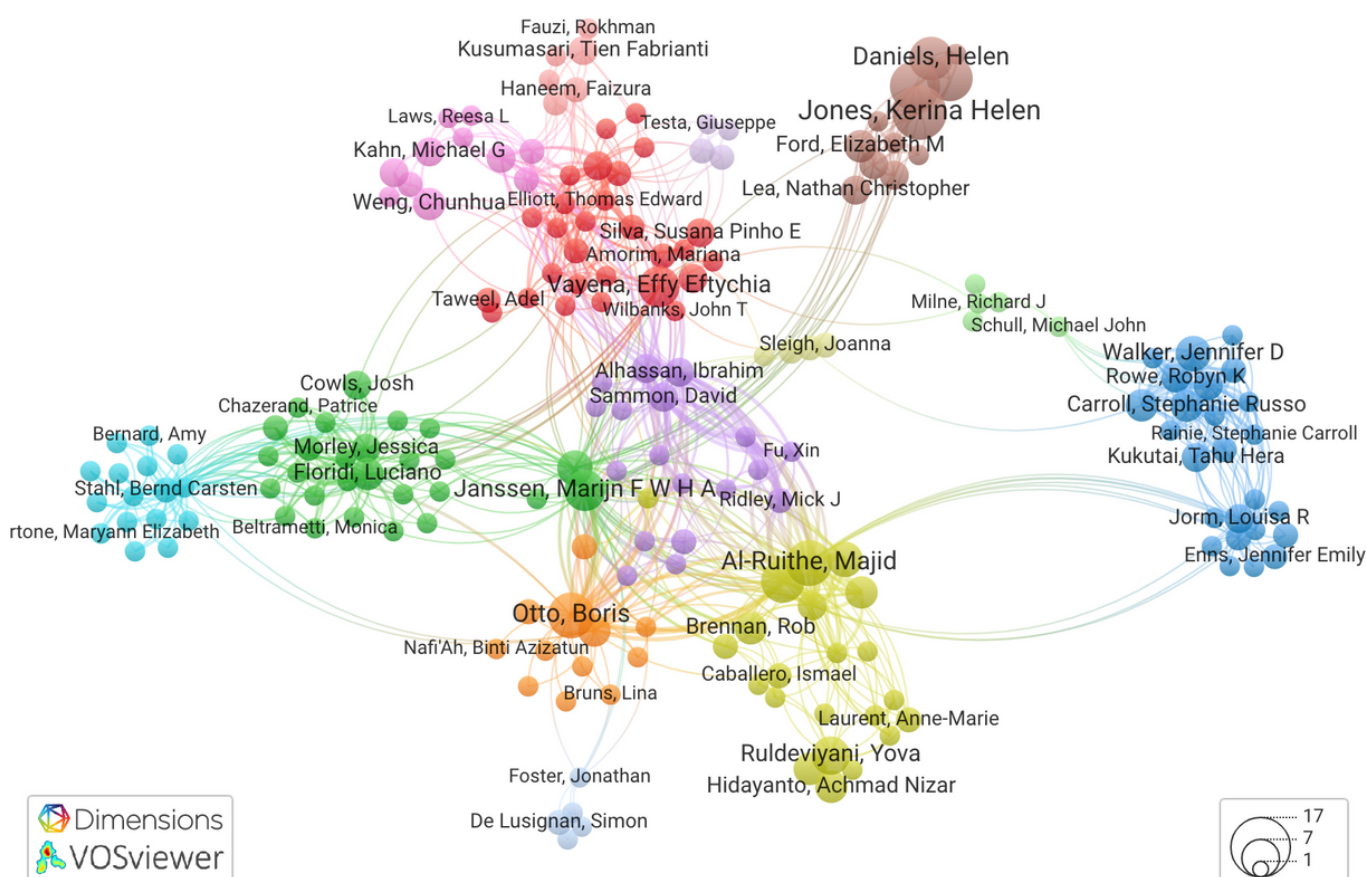 Fauzi, Rokhman
Kusumasari, Tien Fabrianti
Daniels, Helen
Haneem, Faizura
Jones, Kerina Helen
Laws, Reesa L
Testa, Giuseppe
Kahn, Michael G
Ford, Elizabeth M
Lea, Nathan Christopher
Weng, Chunhua
Elliott, Thomas Edward
Silva, Susana Pinho E
Amorim, Mariana
Vayena, Effy Eftychia
Taweel, Adel
Wilbanks, John T
Milne, Richard J
Schull, Michael John
Sleigh, Joanna
Walker, Jennifer D
Rowe, Robyn K
Alhassan, Ibrahim
Sammon, David
Cowls, Josh
Chazerand, Patrice
Carroll, Stephanie Russo
Bernard, Amy
Rainie, Stephanie Carroll
Morley, Jessica
Fu, Xin
Kukutai, Tahu Hera
Floridi, Luciano
Stahl, Bernd Carsten
Janssen, Marijn F W H A
Ridley, Mick J
Jorm, Louisa R
Beltrametti, Monica
rtone, Maryann Elizabeth
Enns, Jennifer Emily
Al-Ruithe, Majid
Otto, Boris
Brennan, Rob
Nafi'Ah, Binti Azizatun
Caballero, Ismael
Bruns, Lina
Laurent, Anne-Marie
Ruldeviyani, Yova
Foster, Jonathan
Hidayanto, Achmad Nizar
De Lusignan, Simon
Dimensions
VOSviewer
17
7
1